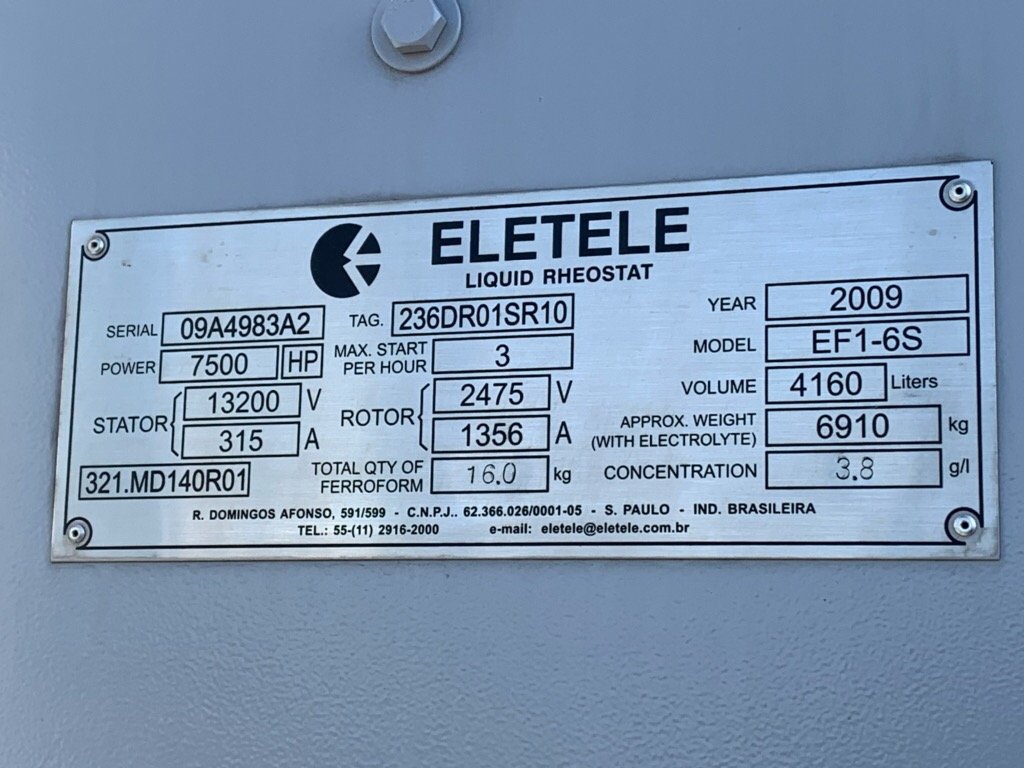 ELETELE
LIQUID RHEOSTAT
SERIAL 09A4983A2 TAG. 236DR01SR10 YEAR 2009
POWER 7500 HP MAX. START PER HOUR 3 MODEL EF1-6S
STATOR 13200 V ROTOR 2475 V VOLUME 4160 Liters
315 A 1356 A APPROX. WEIGHT (WITH ELECTROLYTE) 6910 kg
321.MD140R01 TOTAL QTY OF FERROFORM 16.0 kg CONCENTRATION 3.8 g/l
R. DOMINGOS AFONSO, 591/599 - C.N.P.J.. 62.366.026/0001-05 - S. PAULO - IND. BRASILEIRA
TEL.: 55-(11) 2916-2000 e-mail: eletele@eletele.com.br